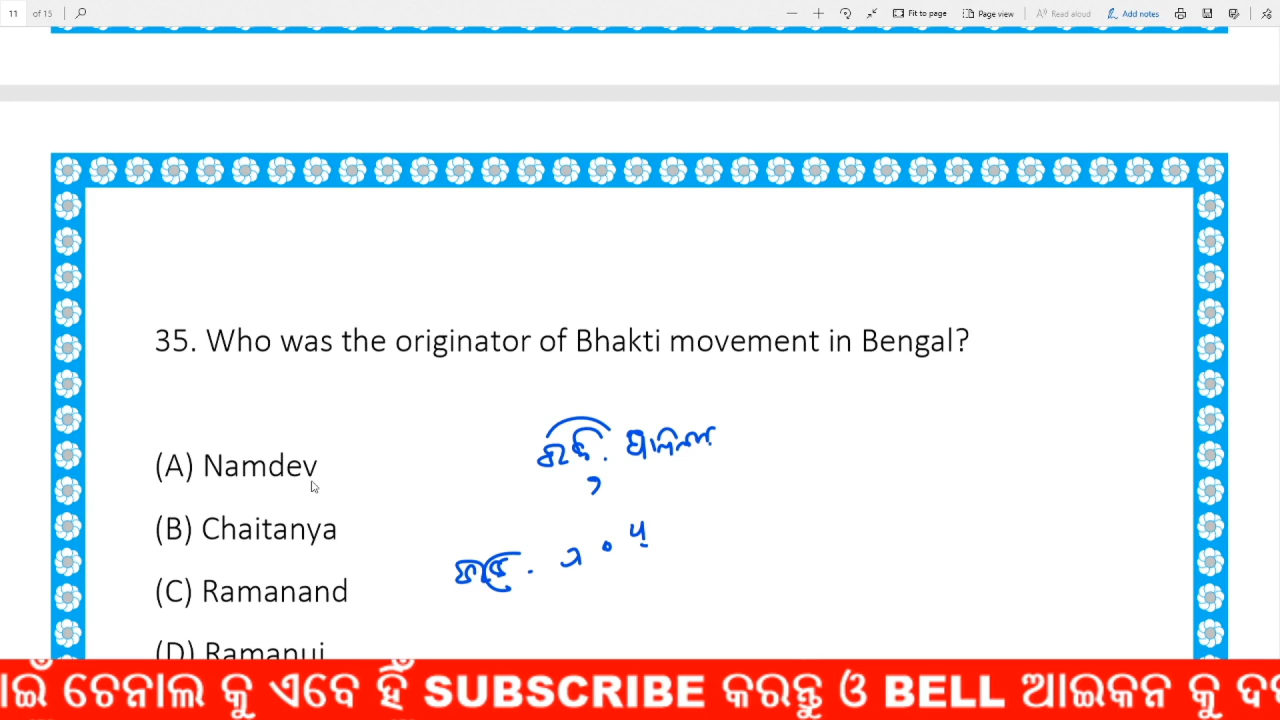 11 of 15 Fit to page Page view Read aloud Add notes
35. Who was the originator of Bhakti movement in Bengal?
(A) Namdev
(B) Chaitanya
(C) Ramanand
(D) Ramanuj
ଚେନାଲ କୁ ଏବେ ହିଁ SUBSCRIBE କରନ୍ତୁ ଓ BELL ଆଇକନ କୁ